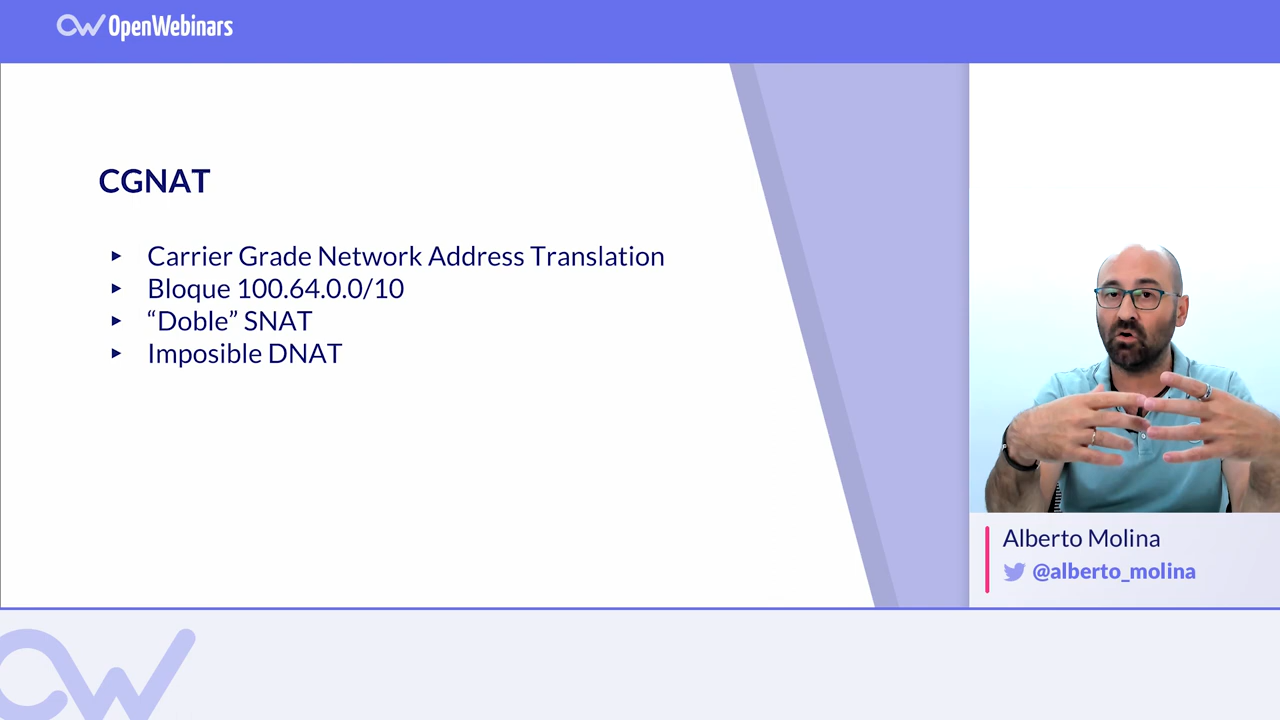 OpenWebinars
CGNAT
Carrier Grade Network Address Translation
Bloque 100.64.0.0/10
“Doble” SNAT
Imposible DNAT
Alberto Molina
@alberto_molina